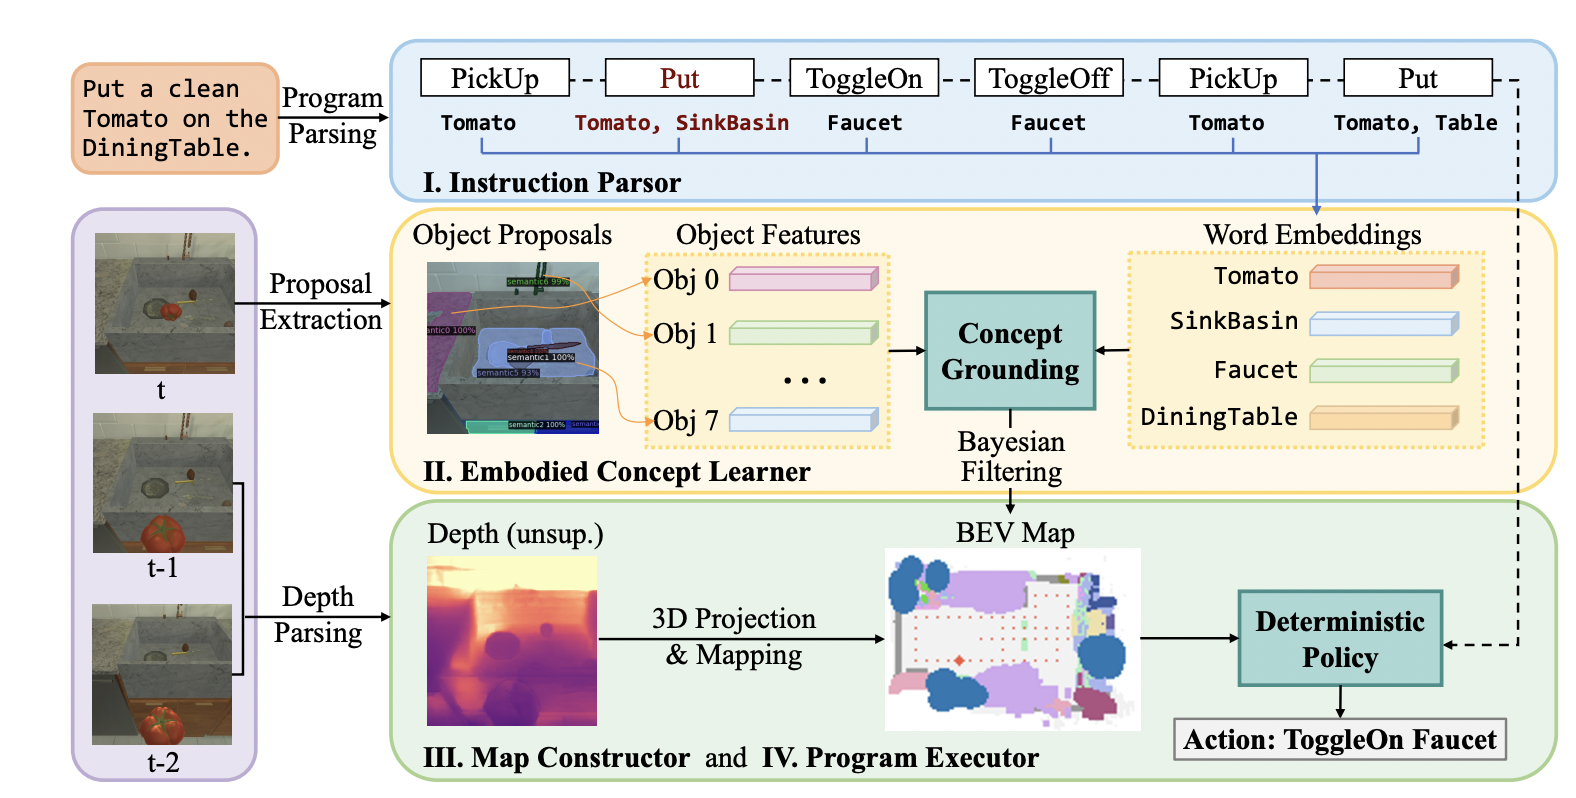 Put a clean
Tomato on the
DiningTable.
Program
Parsing
PickUp
Put
ToggleOn
ToggleOff
PickUp
Put
Tomato
Tomato, SinkBasin
Faucet
Faucet
Tomato
Tomato, Table
I. Instruction Parsor
t
t-1
t-2
Proposal
Extraction
Depth
Parsing
Object Proposals
semantic6 99%
antic0 100%
semantic1 100%
semantic5 93%
semantic2 100%
semanti
Object Features
Obj 0
Obj 1
...
Obj 7
Concept
Grounding
Word Embeddings
Tomato
SinkBasin
Faucet
DiningTable
II. Embodied Concept Learner
Bayesian
Filtering
Depth (unsup.)
3D Projection
& Mapping
BEV Map
Deterministic
Policy
Action: ToggleOn Faucet
III. Map Constructor and IV. Program Executor